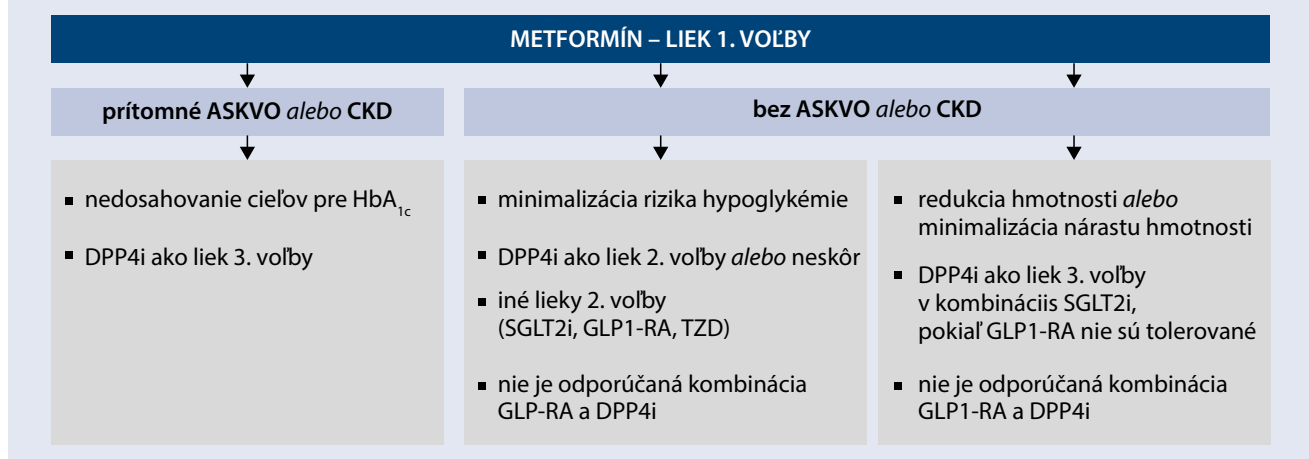 METFORMÍN – LIEK 1. VOĽBY
prítomné ASKVO alebo CKD
bez ASKVO alebo CKD
▪ nedosahovanie cieľov pre HbA1c
▪ DPP4i ako liek 3. voľby
▪ minimalizácia rizika hypoglykémie
▪ DPP4i ako liek 2. voľby alebo neskôr
▪ iné lieky 2. voľby
(SGLT2i, GLP1-RA, TZD)
▪ nie je odporúčaná kombinácia
GLP-RA a DPP4i
▪ redukcia hmotnosti alebo
minimalizácia nárastu hmotnosti
▪ DPP4i ako liek 3. voľby
v kombináciis SGLT2i,
pokiaľ GLP1-RA nie sú tolerované
▪ nie je odporúčaná kombinácia
GLP1-RA a DPP4i